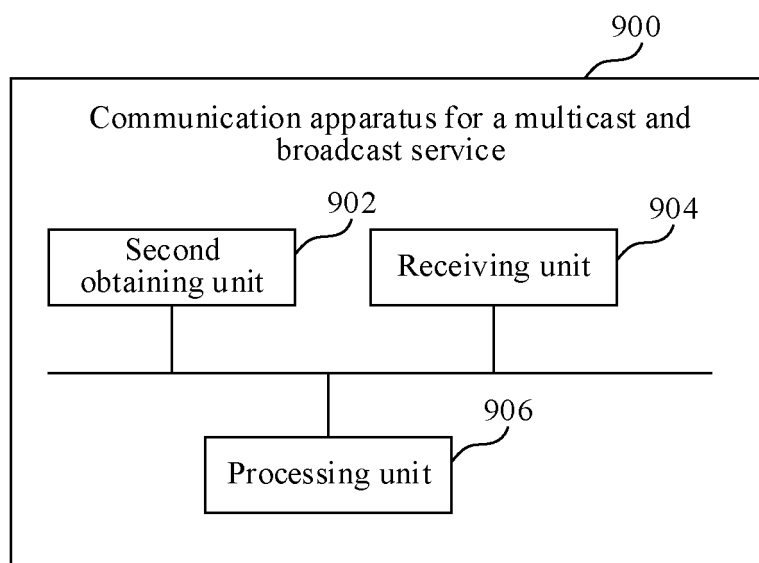 900
Communication apparatus for a multicast and
broadcast service
902
904
Second
obtaining unit
Receiving unit
906
Processing unit